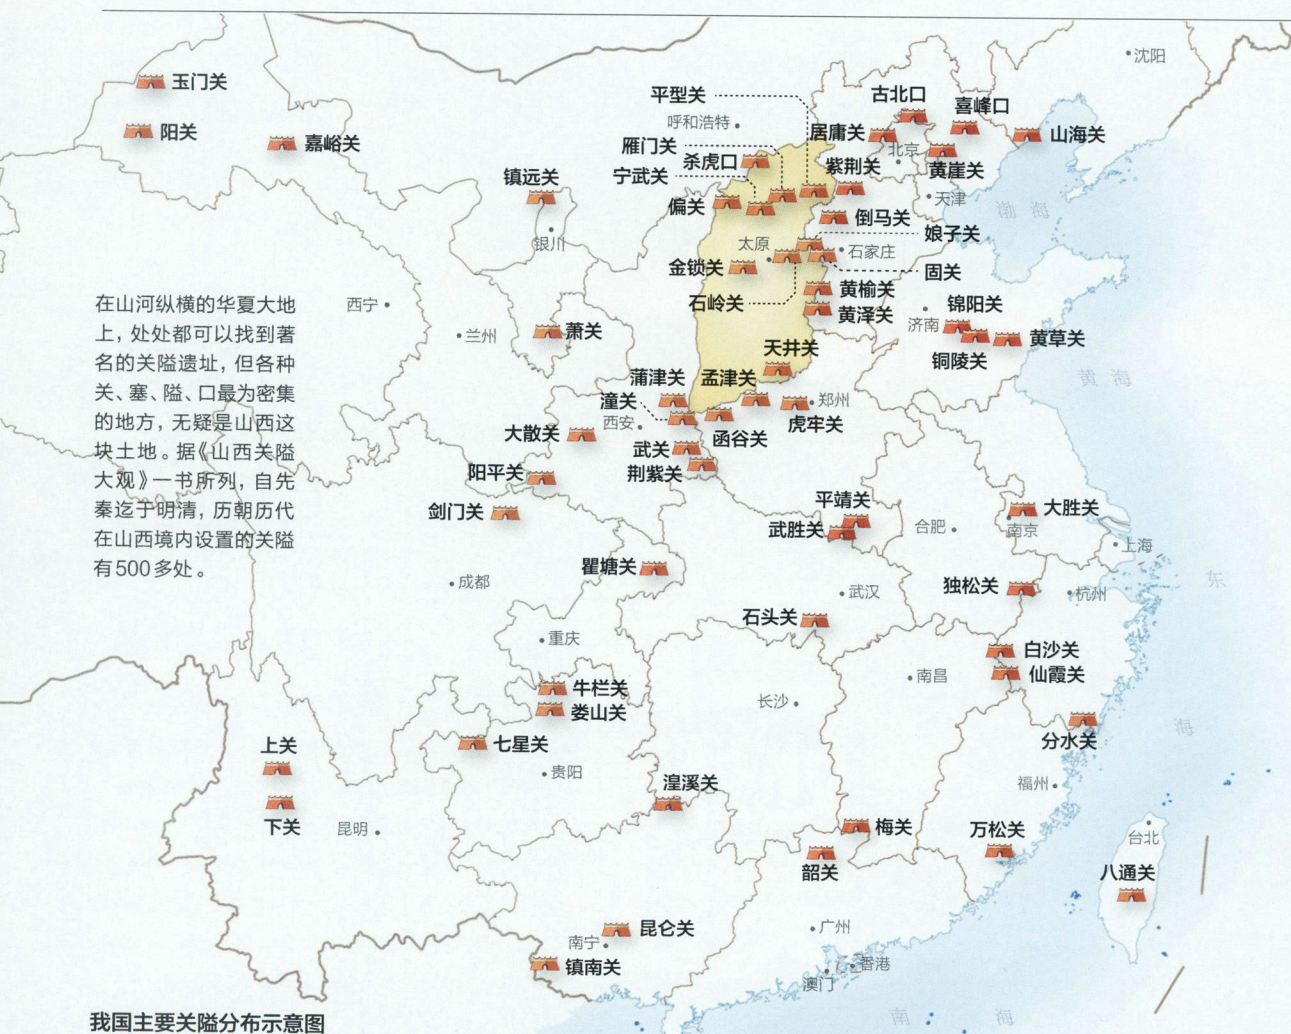 沈阳
玉门关
平型关
古北口
喜峰口
呼和浩特
阳关
居庸关
山海关
嘉峪关
雁门关
北京
杀虎口
紫荆关
黄崖关
镇远关
宁武关
天津
偏关
倒马关
渤海
银川
太原
娘子关
石家庄
金锁关
固关
在山河纵横的华夏大地
上，处处都可以找到著
名的关隘遗址，但各种
关、塞、隘、口最为密集
的地方，无疑是山西这
块土地。据《山西关隘
大观》一书所列，自先
秦迄于明清，历朝历代
在山西境内设置的关隘
有500多处。
西宁
石岭关
黄榆关
锦阳关
黄泽关
济南
兰州
萧关
黄草关
天井关
铜陵关
蒲津关
孟津关
黄海
潼关
郑州
西安
虎牢关
大散关
函谷关
武关
阳平关
荆紫关
剑门关
平靖关
大胜关
武胜关
合肥
南京
上海
瞿塘关
成都
东
独松关
杭州
武汉
石头关
重庆
白沙关
仙霞关
南昌
牛栏关
长沙
娄山关
海
七星关
分水关
上关
贵阳
湟溪关
福州
下关
昆明
梅关
万松关
台北
韶关
八通关
昆仑关
广州
南宁
镇南关
香港
澳门
南海
我国主要关隘分布示意图